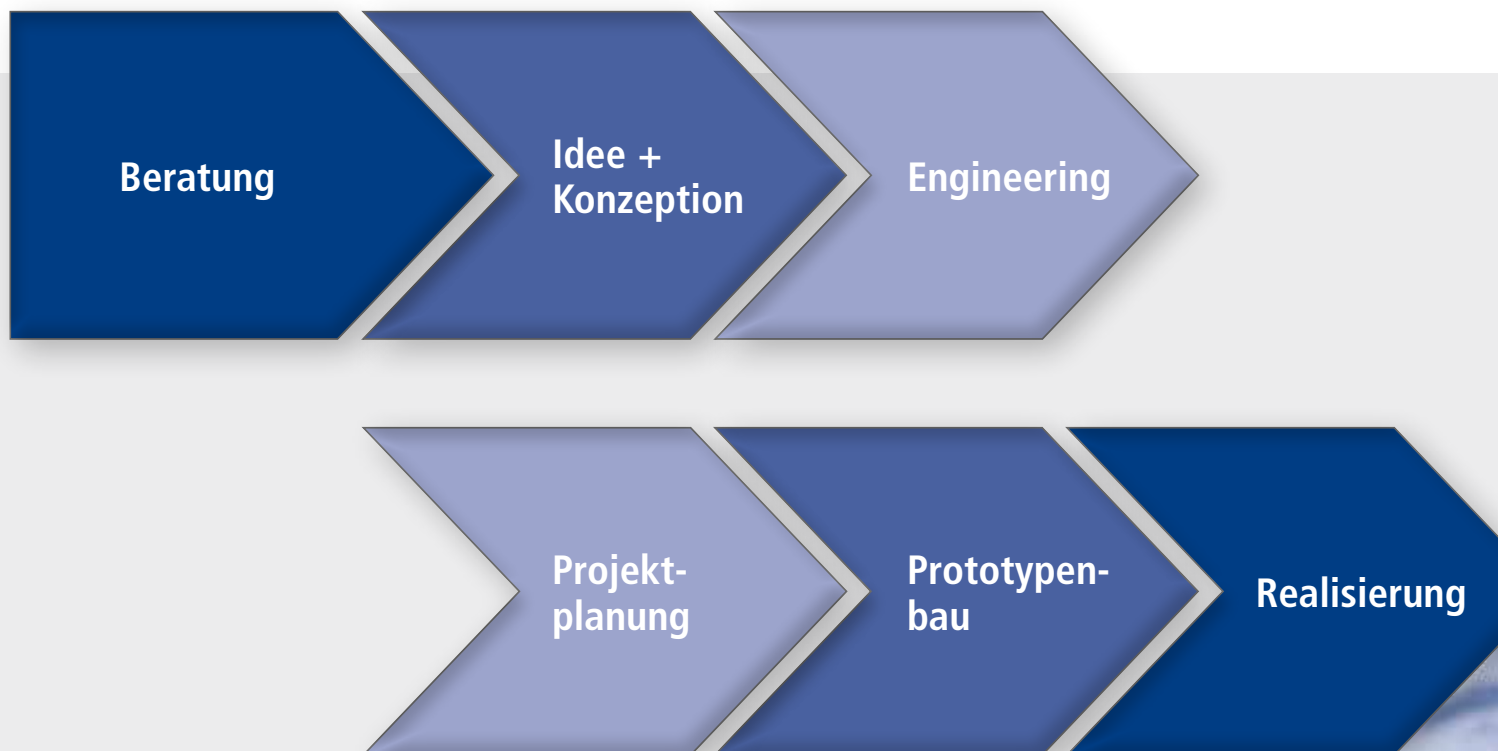 Beratung
Idee +
Konzeption
Engineering
Projekt-
planung
Prototypen-
bau
Realisierung